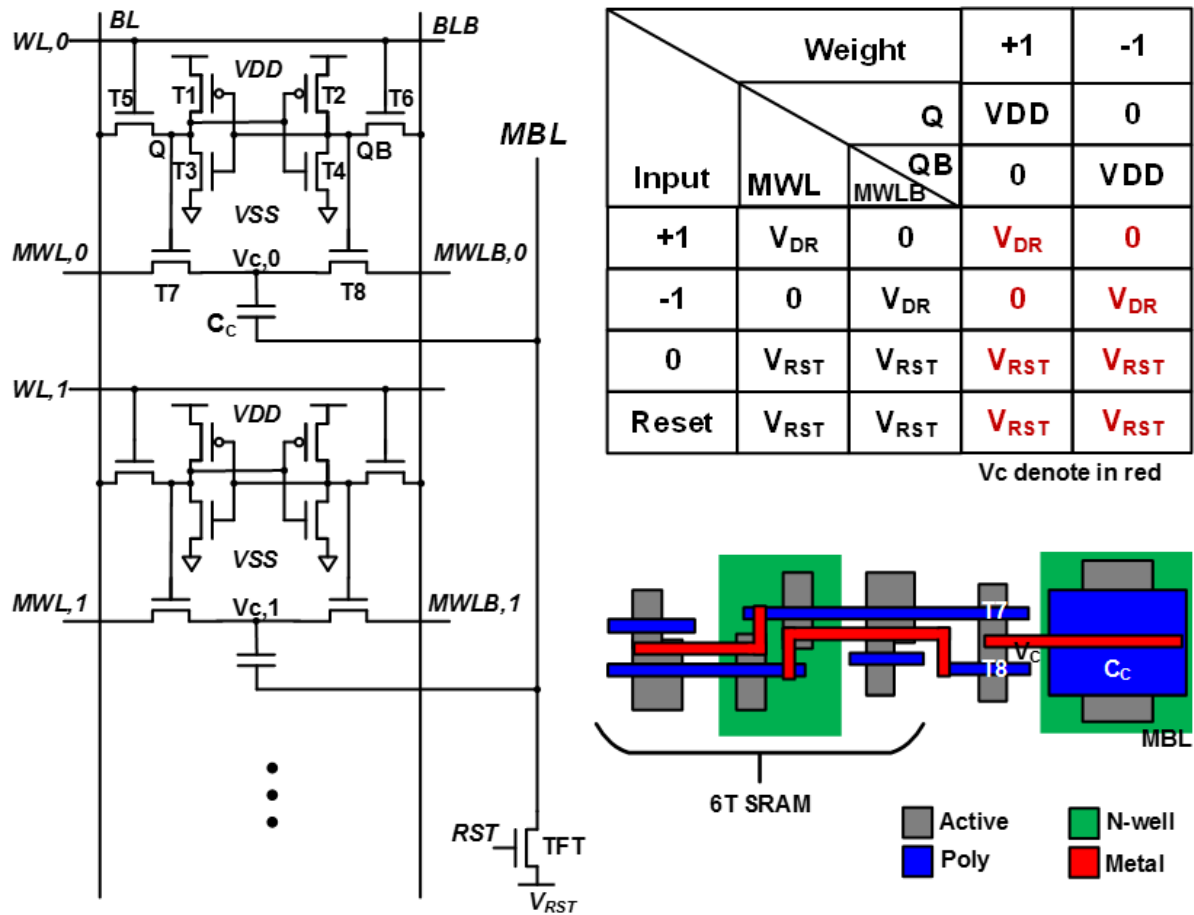 BL
BLB
WL,0
VDD
T1
T2
T5
T6
Q
QB
T3
T4
VSS
MBL
MWL,0
Vc,0
MWLB,0
T7
T8
CC
WL,1
VDD
VSS
MWL,1
Vc,1
MWLB,1
RST
TFT
VRST
Weight +1 -1
Q VDD 0
QB 0 VDD
Input MWL MWLB
+1 VDR 0 VDR 0
-1 0 VDR 0 VDR
0 VRST VRST VRST VRST
Reset VRST VRST VRST VRST
Vc denote in red
T7
VC
T8
CC
MBL
6T SRAM
Active
N-well
Poly
Metal